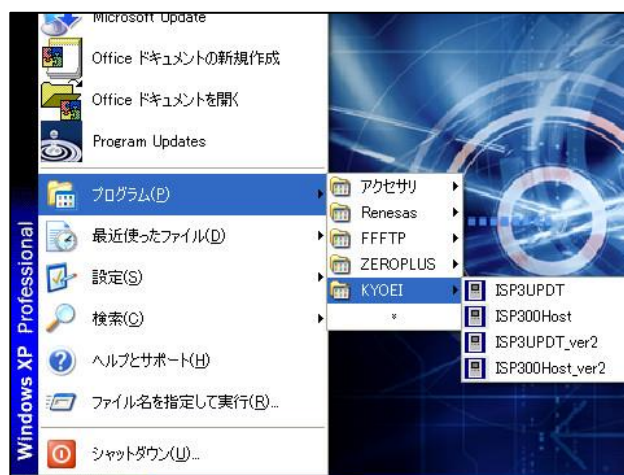 Microsoft Update
Office ドキュメントの新規作成
Office ドキュメントを開く
Program Updates
プログラム(P)
最近使ったファイル(D)
設定(S)
検索(C)
ヘルプとサポート(H)
ファイル名を指定して実行(R)...
シャットダウン(U)...
Windows XP Professional
アクセサリ
Renesas
FFFTP
ZEROPLUS
KYOEI
ISP3UPDT
ISP300Host
ISP3UPDT_ver2
ISP300Host_ver2